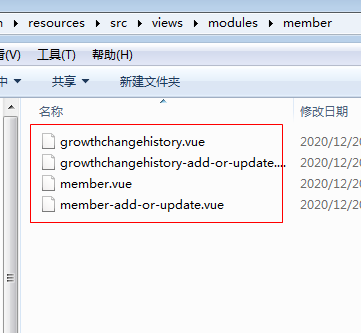 resources ▸ src ▸ views ▸ modules ▸ member
(V) 工具(T) 帮助(H)
共享 新建文件夹
名称 修改日期
growthchangehistory.vue 2020/12/20
growthchangehistory-add-or-update.... 2020/12/20
member.vue 2020/12/20
member-add-or-update.vue 2020/12/20